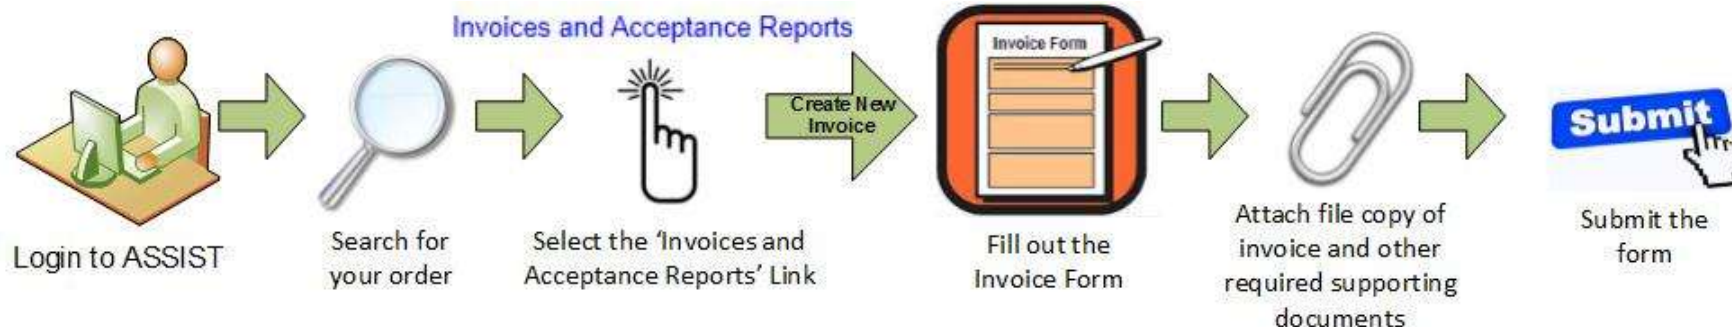 Invoices and Acceptance Reports
Create New
Invoice
Invoice Form
Submit
Login to ASSIST
Search for
your order
Select the ‘Invoices and
Acceptance Reports’ Link
Fill out the
Invoice Form
Attach file copy of
invoice and other
required supporting
documents
Submit the
form